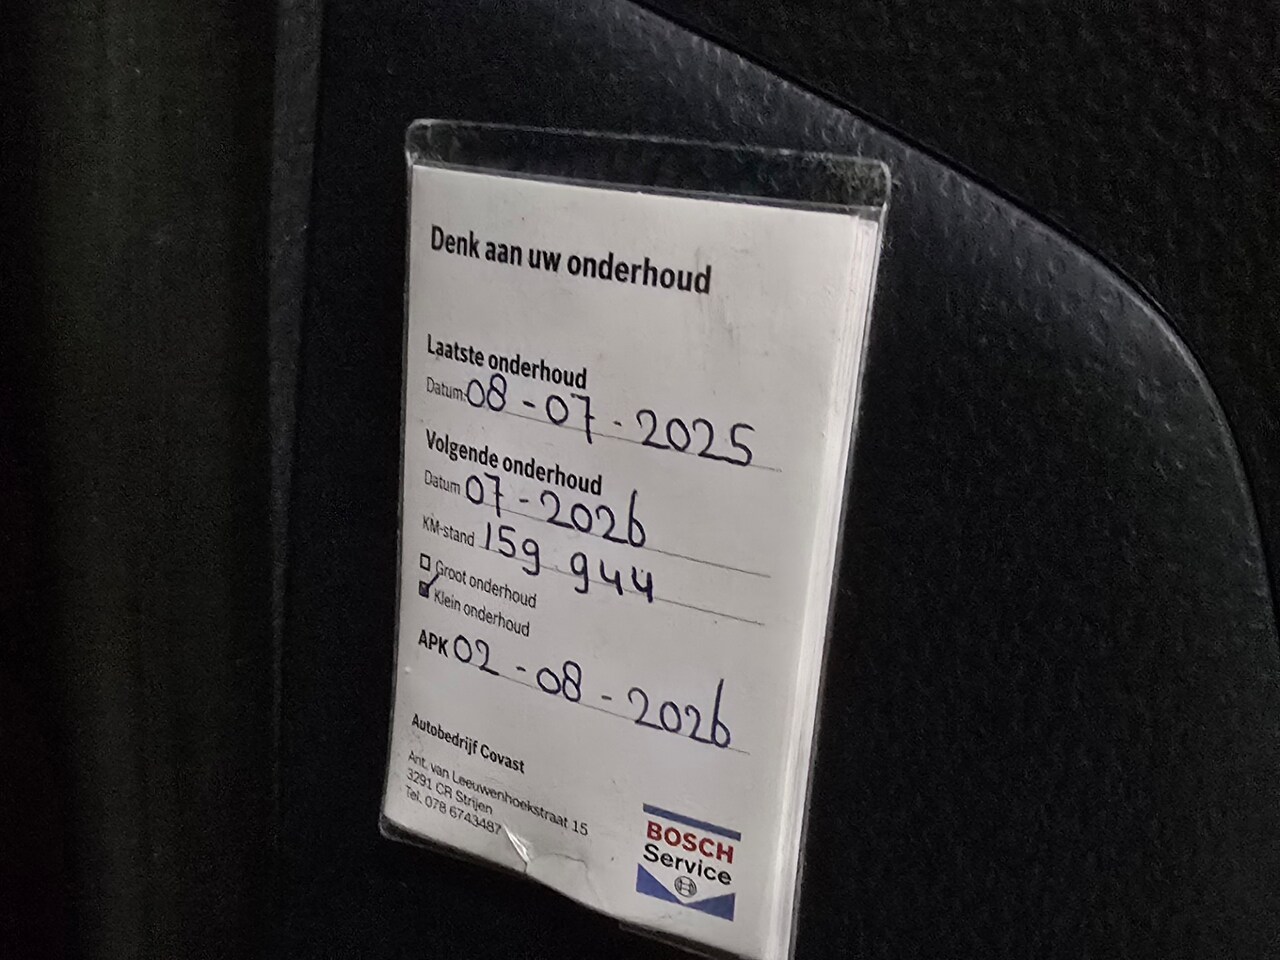 Denk aan uw onderhoud
Laatste onderhoud
Datum: 08-07-2025
Volgende onderhoud
Datum 07-2026
KM-stand 159.944
Groot onderhoud
Klein onderhoud
APK 02-08-2026
Autobedrijf Covast
Ant. van Leeuwenhoekstraat 15
3291 CR Strijen
Tel. 078 6743487
BOSCH
Service